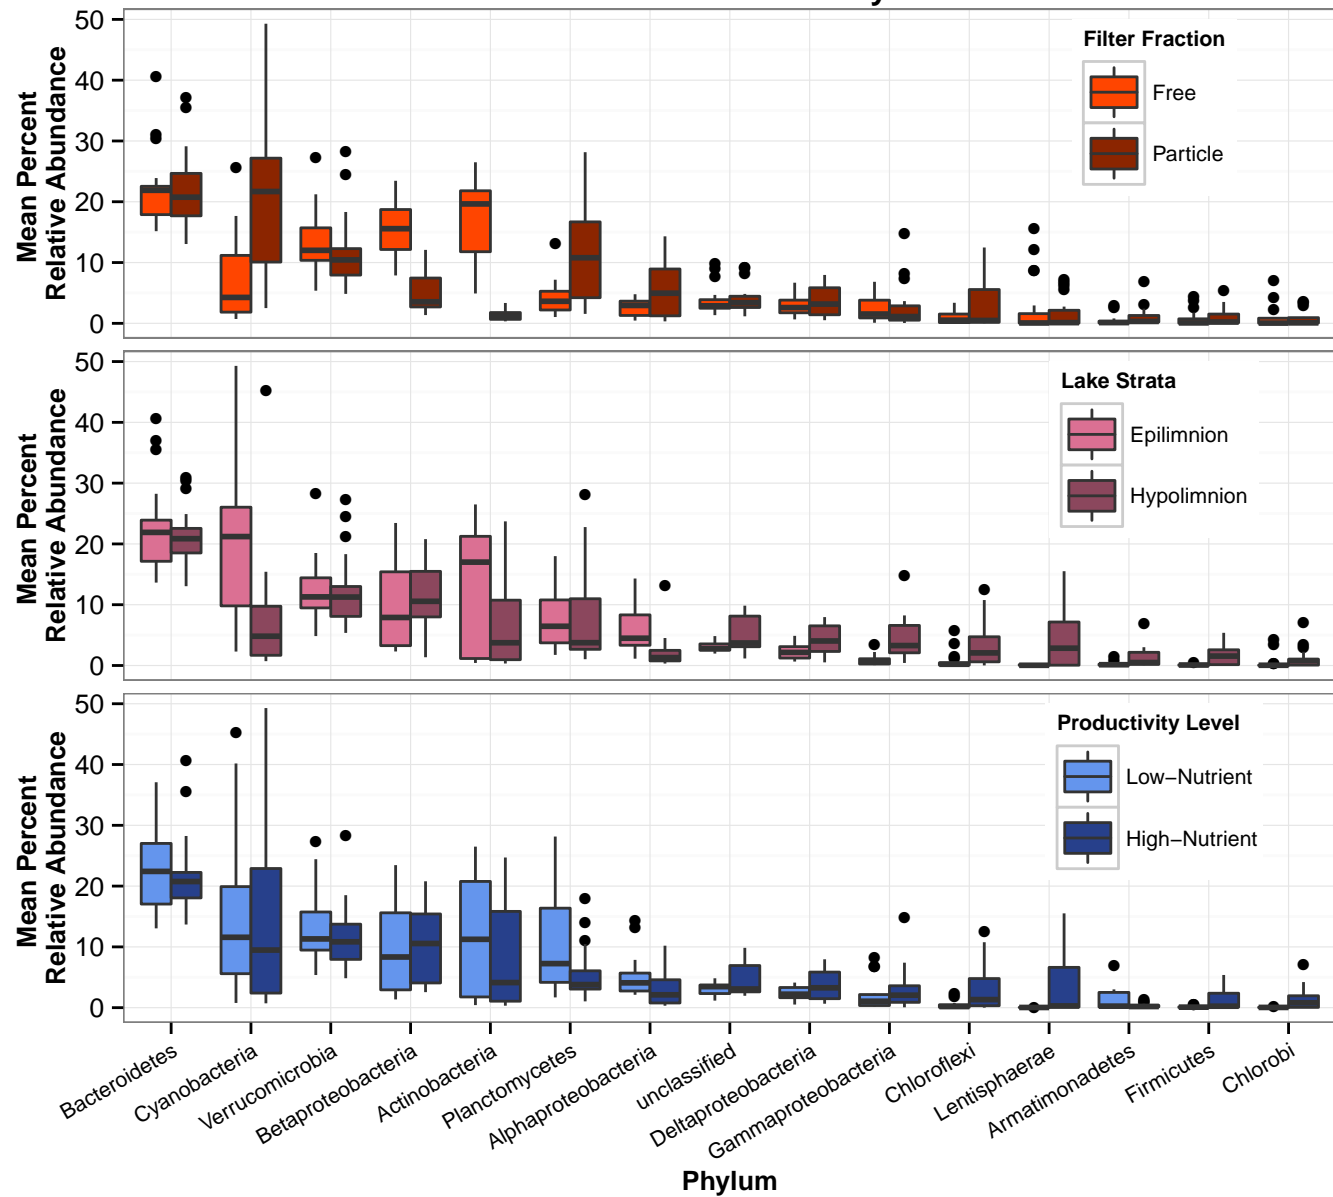 Mean Percent
Relative Abundance
50
40
30
20
10
0
Filter Fraction
Free
Particle
Mean Percent
Relative Abundance
50
40
30
20
10
0
Lake Strata
Epilimnion
Hypolimnion
Mean Percent
Relative Abundance
50
40
30
20
10
0
Productivity Level
Low−Nutrient
High−Nutrient
Bacteroidetes
Cyanobacteria
Verrucomicrobia
Betaproteobacteria
Actinobacteria
Planctomycetes
Alphaproteobacteria
unclassified
Deltaproteobacteria
Gammaproteobacteria
Chloroflexi
Lentisphaerae
Armatimonadetes
Firmicutes
Chlorobi
Phylum